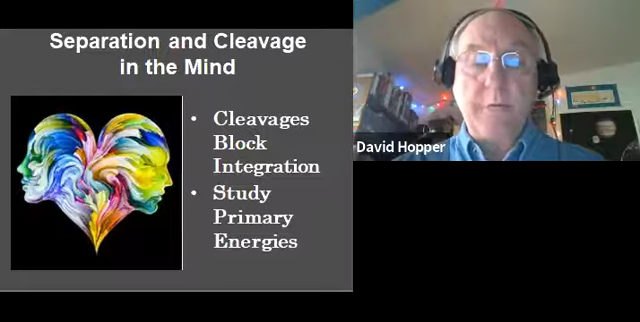 Separation and Cleavage
in the Mind
• Cleavages
Block
Integration
• Study
Primary
Energies
David Hopper